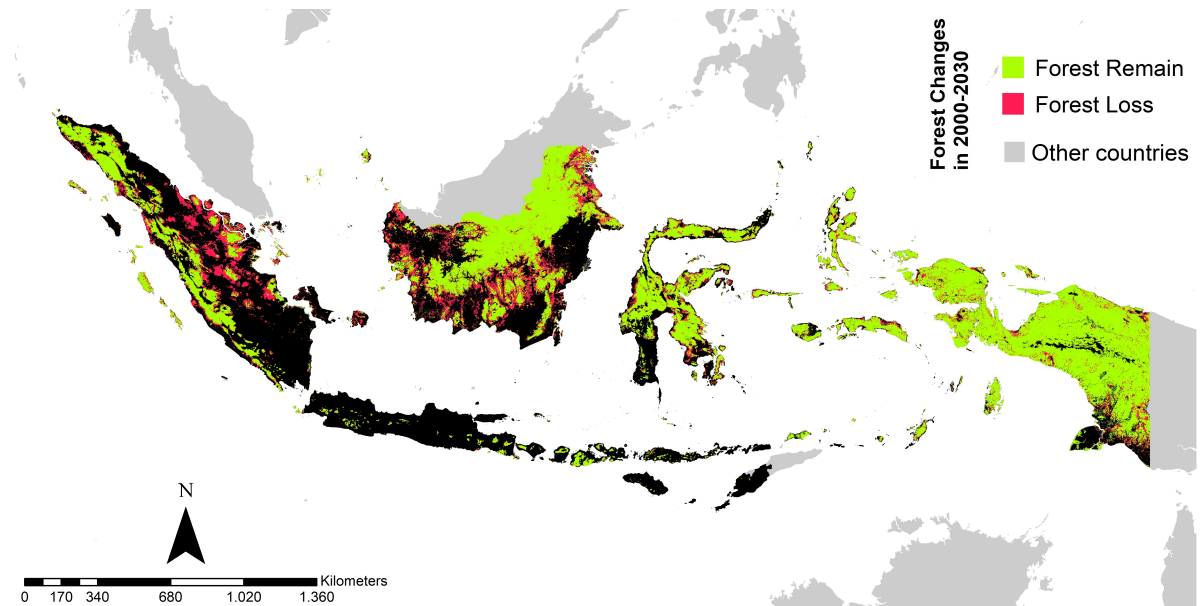 Forest Changes
in 2000-2030
Forest Remain
Forest Loss
Other countries
N
Kilometers
0 170 340 680 1.020 1.360